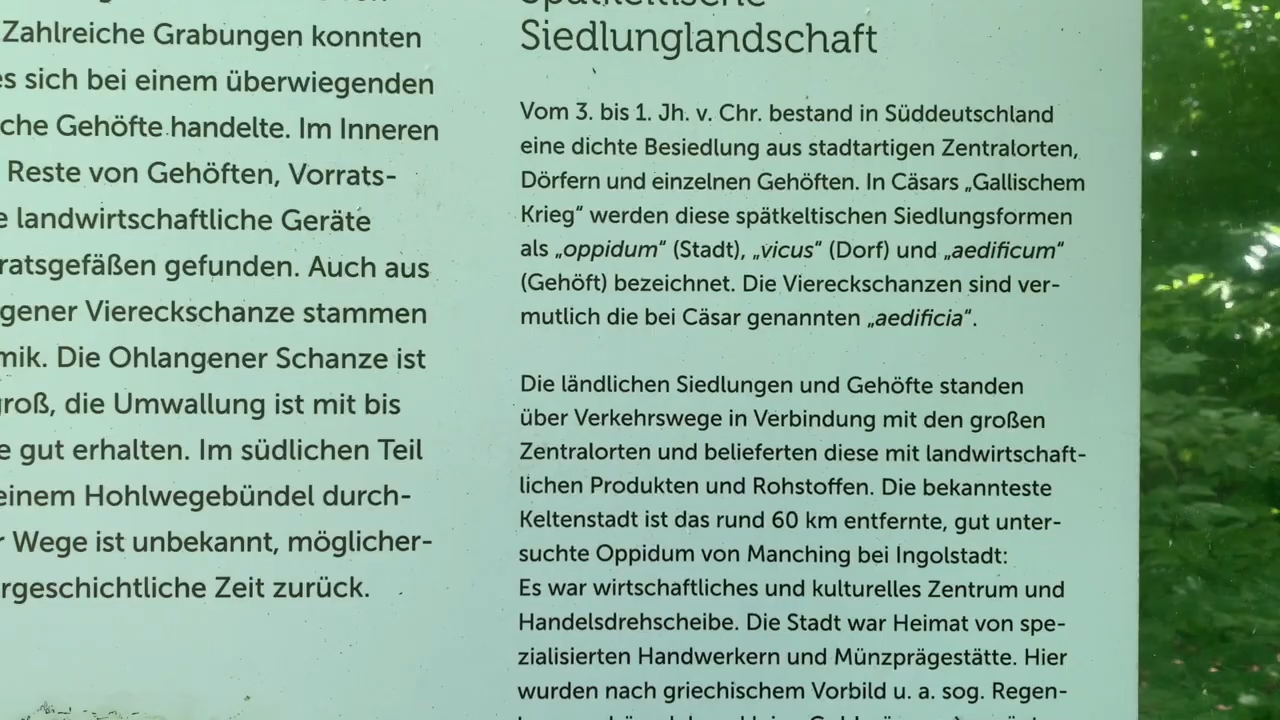 Zahlreiche Grabungen konnten
es sich bei einem überwiegenden
che Gehöfte handelte. Im Inneren
Reste von Gehöften, Vorrats-
e landwirtschaftliche Geräte
ratsgefäßen gefunden. Auch aus
gener Viereckschanze stammen
mik. Die Ohlangener Schanze ist
groß, die Umwallung ist mit bis
e gut erhalten. Im südlichen Teil
einem Hohlwegebündel durch-
r Wege ist unbekannt, möglicher-
rgeschichtliche Zeit zurück.
Spätkeltische
Siedlunglandschaft
Vom 3. bis 1. Jh. v. Chr. bestand in Süddeutschland
eine dichte Besiedlung aus stadtartigen Zentralorten,
Dörfern und einzelnen Gehöften. In Cäsars „Gallischem
Krieg“ werden diese spätkeltischen Siedlungsformen
als „oppidum“ (Stadt), „vicus“ (Dorf) und „aedificum“
(Gehöft) bezeichnet. Die Viereckschanzen sind ver-
mutlich die bei Cäsar genannten „aedificia“.
Die ländlichen Siedlungen und Gehöfte standen
über Verkehrswege in Verbindung mit den großen
Zentralorten und belieferten diese mit landwirtschaft-
lichen Produkten und Rohstoffen. Die bekannteste
Keltenstadt ist das rund 60 km entfernte, gut unter-
suchte Oppidum von Manching bei Ingolstadt:
Es war wirtschaftliches und kulturelles Zentrum und
Handelsdrehscheibe. Die Stadt war Heimat von spe-
zialisierten Handwerkern und Münzprägestätte. Hier
wurden nach griechischem Vorbild u. a. sog. Regen-